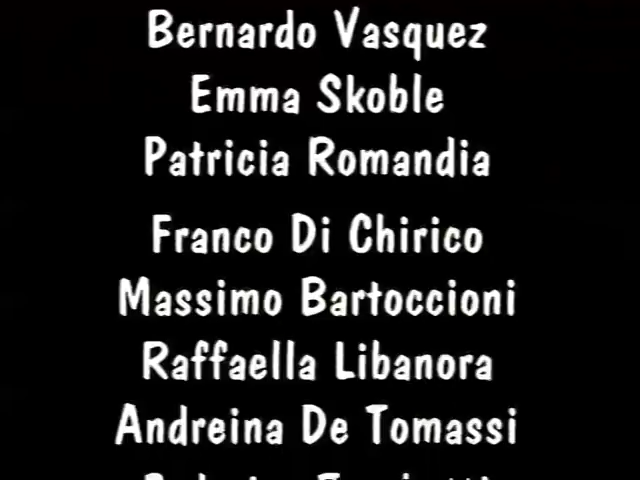 Bernardo Vasquez
Emma Skoble
Patricia Romandia
Franco Di Chirico
Massimo Bartoccioni
Raffaella Libanora
Andreina De Tomassi